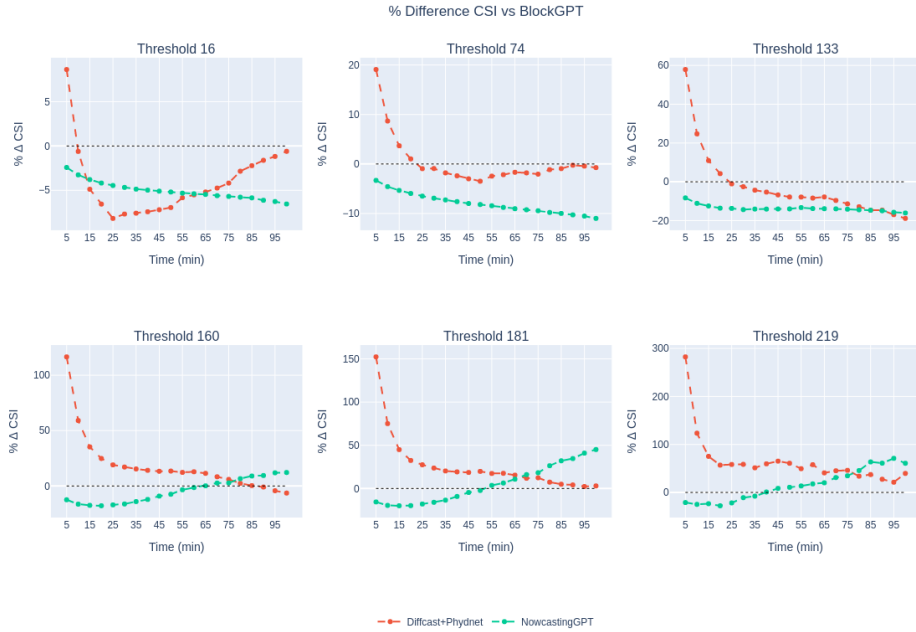 % Difference CSI vs BlockGPT
Threshold 16
Threshold 74
Threshold 133
% Δ CSI
5
0
−5
5 15 25 35 45 55 65 75 85 95
Time (min)
% Δ CSI
20
10
0
−10
5 15 25 35 45 55 65 75 85 95
Time (min)
% Δ CSI
60
40
20
0
−20
5 15 25 35 45 55 65 75 85 95
Time (min)
Threshold 160
Threshold 181
Threshold 219
% Δ CSI
100
50
0
5 15 25 35 45 55 65 75 85 95
Time (min)
% Δ CSI
150
100
50
0
5 15 25 35 45 55 65 75 85 95
Time (min)
% Δ CSI
300
200
100
0
5 15 25 35 45 55 65 75 85 95
Time (min)
Diffcast+Phydnet NowcastingGPT